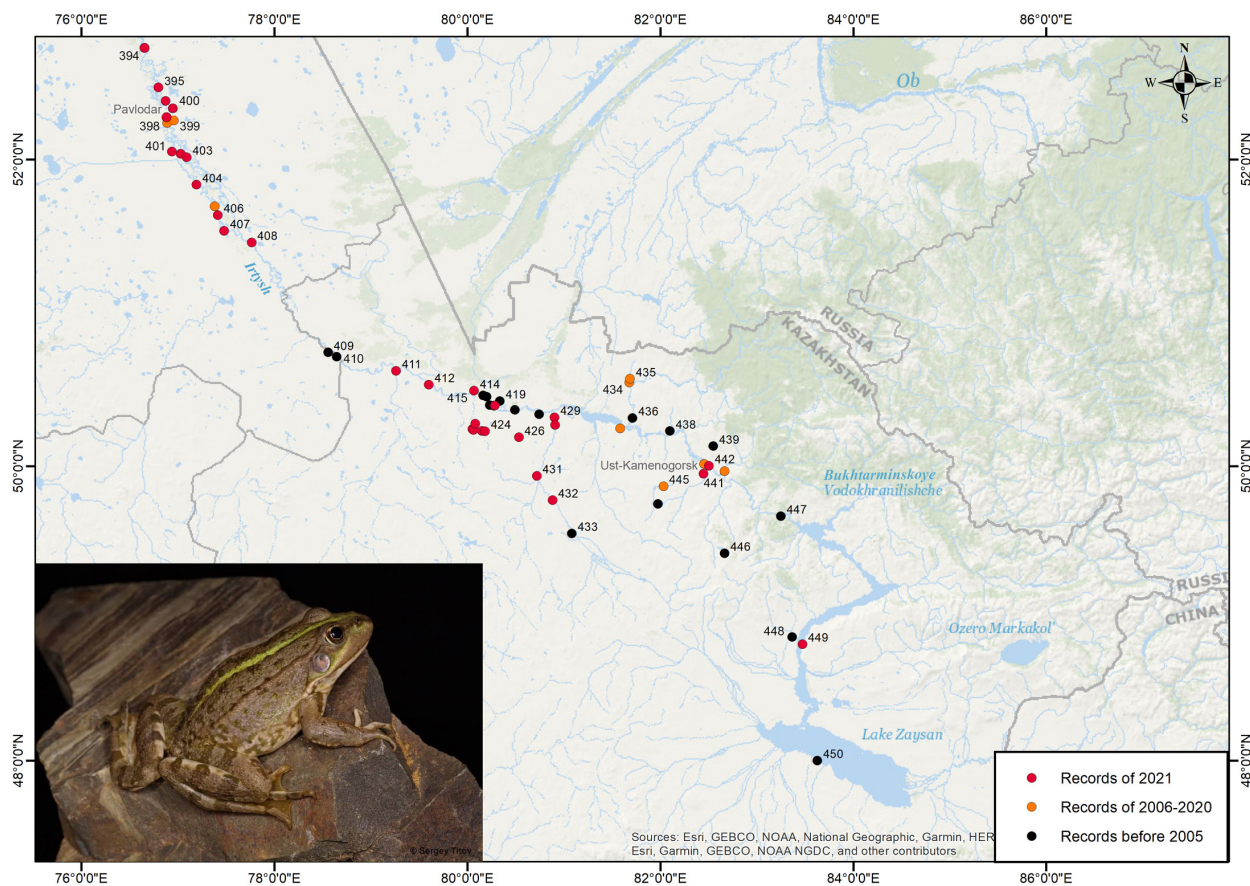 76°0'0"E 78°0'0"E 80°0'0"E 82°0'0"E 84°0'0"E 86°0'0"E
N
W E
S
Ob
394
395
400
Pavlodar
398 399
401 403
404
406
407
408
Irtysh
52°0'0"N 52°0'0"N
RUSSIA
KAZAKHSTAN
409
410
411
412
414
415 419
424 426 429
431
432
433
434 435
436
438
439
Ust-Kamenogorsk 442
441
445
446
447
Bukhtarminskoye
Vodokhranilishche
50°0'0"N 50°0'0"N
RUSSI
CHINA
448 449
Ozero Markakol'
Lake Zaysan
450
48°0'0"N 48°0'0"N
© Sergey Titov
Records of 2021
Records of 2006-2020
Records before 2005
Sources: Esri, GEBCO, NOAA, National Geographic, Garmin, HER
Esri, Garmin, GEBCO, NOAA NGDC, and other contributors
76°0'0"E 78°0'0"E 80°0'0"E 82°0'0"E 84°0'0"E 86°0'0"E